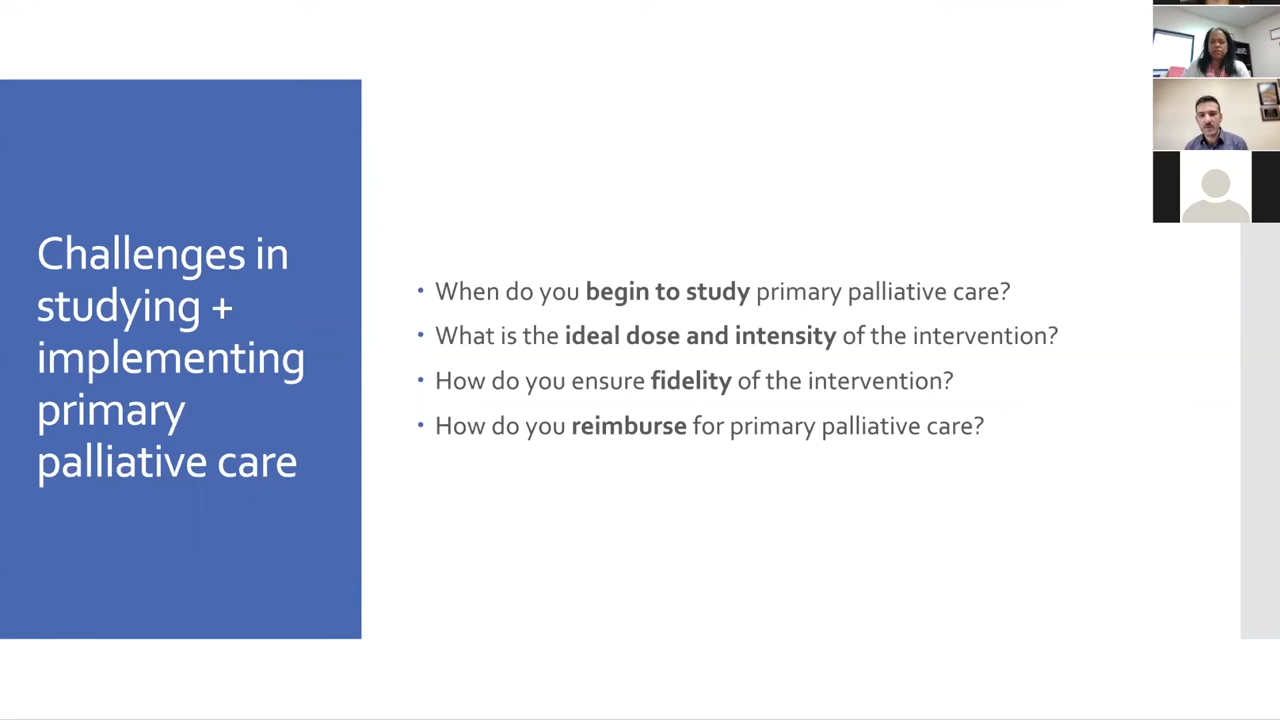 Challenges in
studying +
implementing
primary
palliative care
• When do you begin to study primary palliative care?
• What is the ideal dose and intensity of the intervention?
• How do you ensure fidelity of the intervention?
• How do you reimburse for primary palliative care?